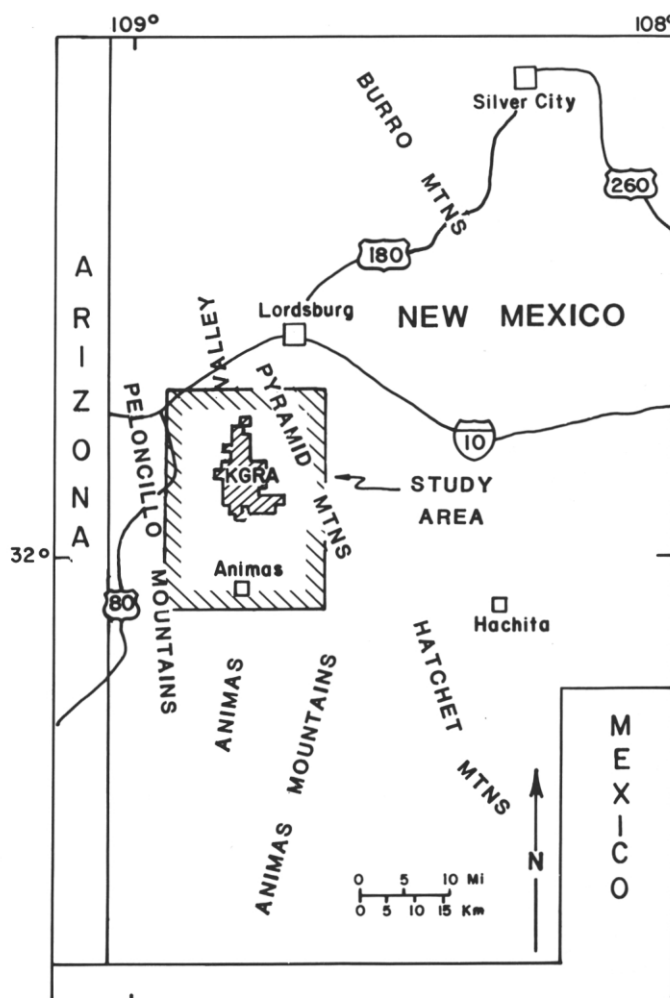 109°
108°
BURRO MTNS
Silver City
260
180
ARIZONA
Lordsburg
NEW MEXICO
VALLEY
PYRAMID MTNS
PELONCILLO MOUNTAINS
10
KGRA
STUDY
AREA
32°
Animas
80
Hachita
ANIMAS
ANIMAS MOUNTAINS
HATCHET MTNS
MEXICO
N
0 5 10 Mi
0 5 10 15 Km